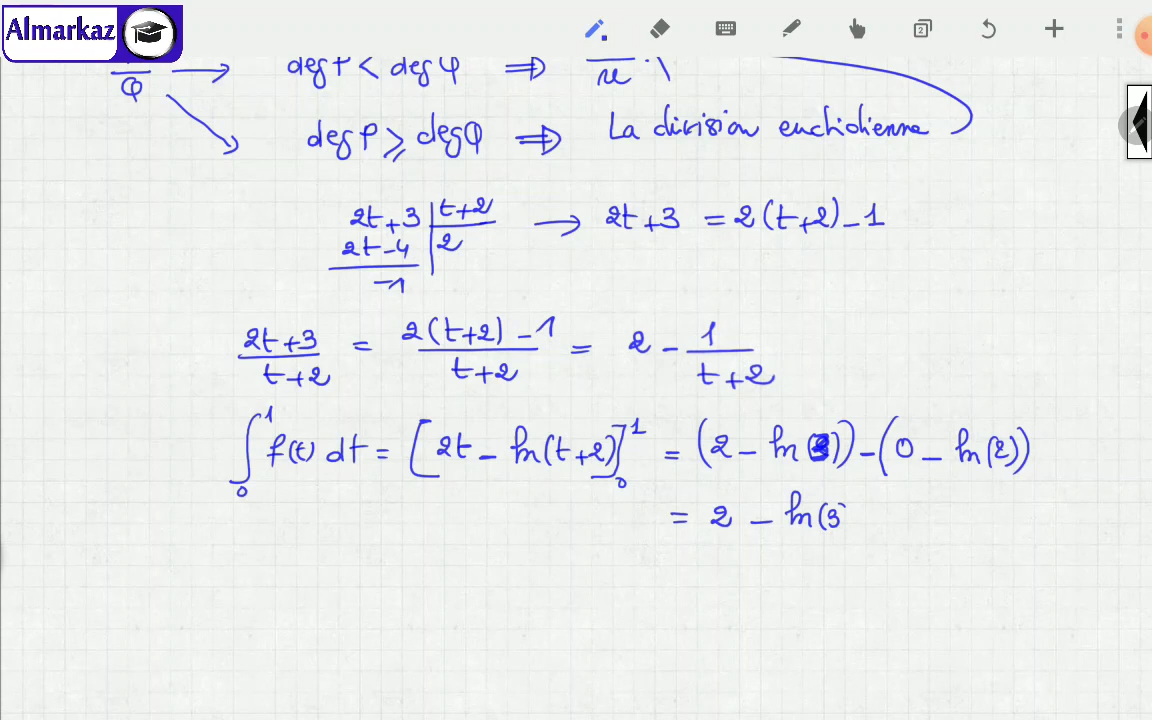 Almarkaz
deg P < deg Q ⟹
Q → deg P ⩾ deg Q ⟹ La division euclidienne
2t+3 | t+2 → 2t+3 = 2(t+2)-1
2t-4 | 2
-1
2t+3/t+2 = 2(t+2)-1/t+2 = 2 - 1/t+2
∫₀¹ f(t) dt = [2t - ln(t+2)]₀¹ = (2 - ln(3)) - (0 - ln(2))
= 2 - ln(3